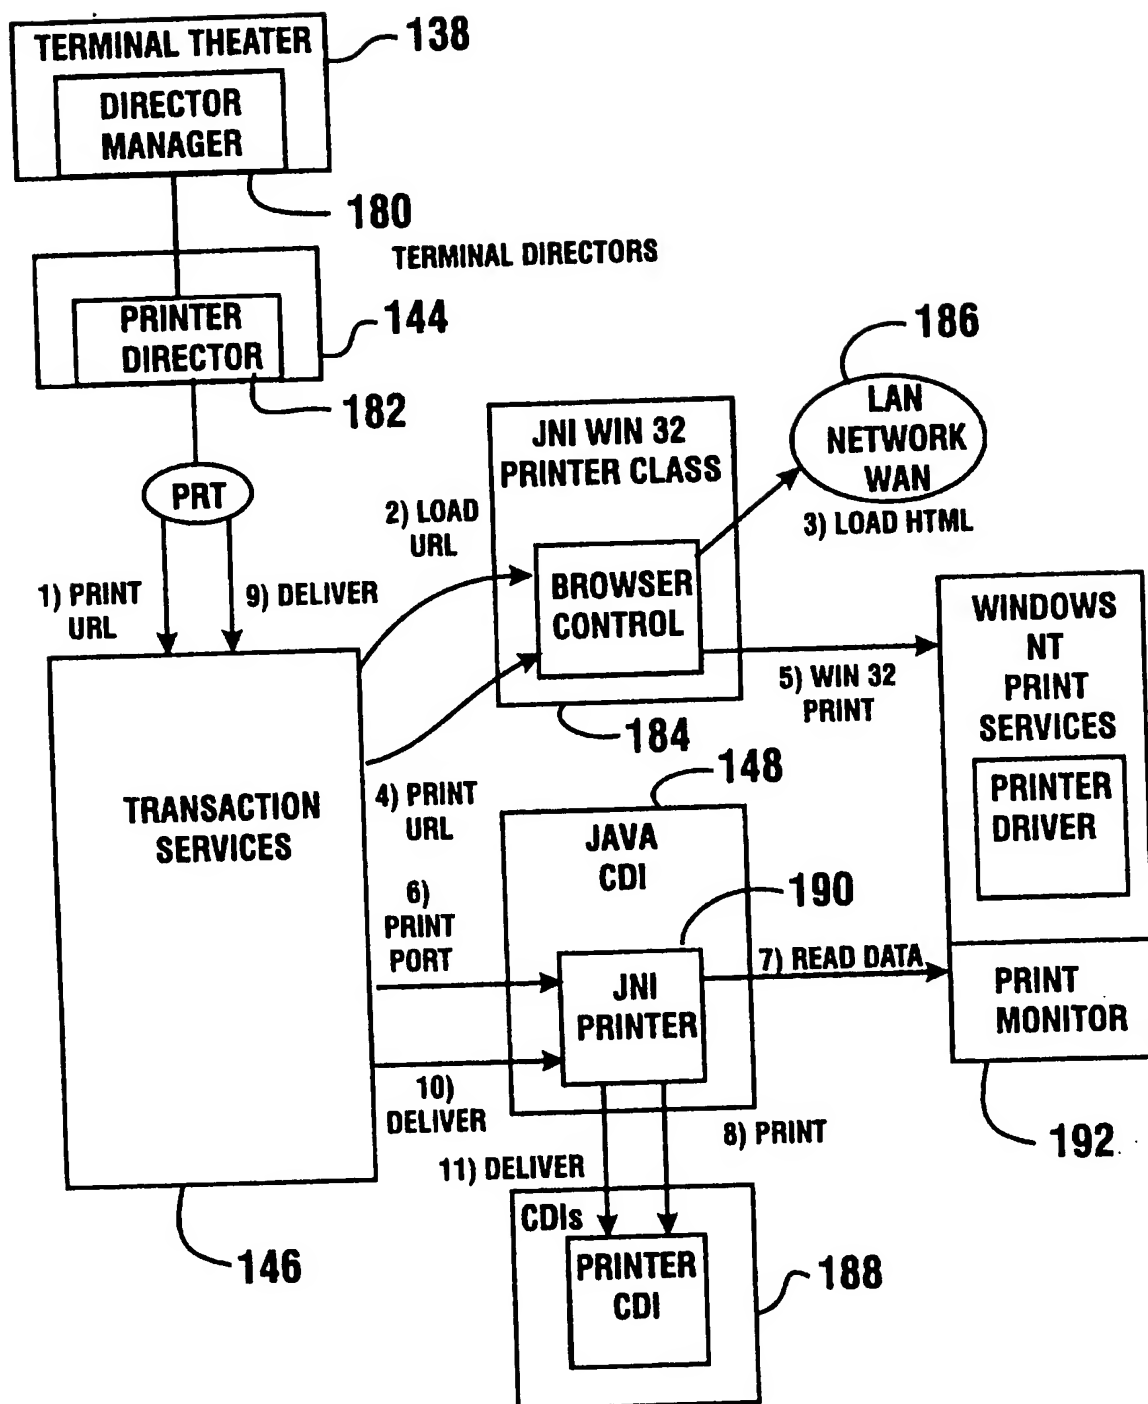 TERMINAL THEATER
138
DIRECTOR
MANAGER
180
TERMINAL DIRECTORS
PRINTER
DIRECTOR
144
182
PRT
1) PRINT
URL
9) DELIVER
2) LOAD
URL
JNI WIN 32
PRINTER CLASS
BROWSER
CONTROL
184
186
LAN
NETWORK
WAN
3) LOAD HTML
4) PRINT
URL
5) WIN 32
PRINT
WINDOWS
NT
PRINT
SERVICES
PRINTER
DRIVER
TRANSACTION
SERVICES
146
148
JAVA
CDI
190
6)
PRINT
PORT
JNI
PRINTER
7) READ DATA
PRINT
MONITOR
192
10)
DELIVER
8) PRINT
11) DELIVER
CDIs
PRINTER
CDI
188